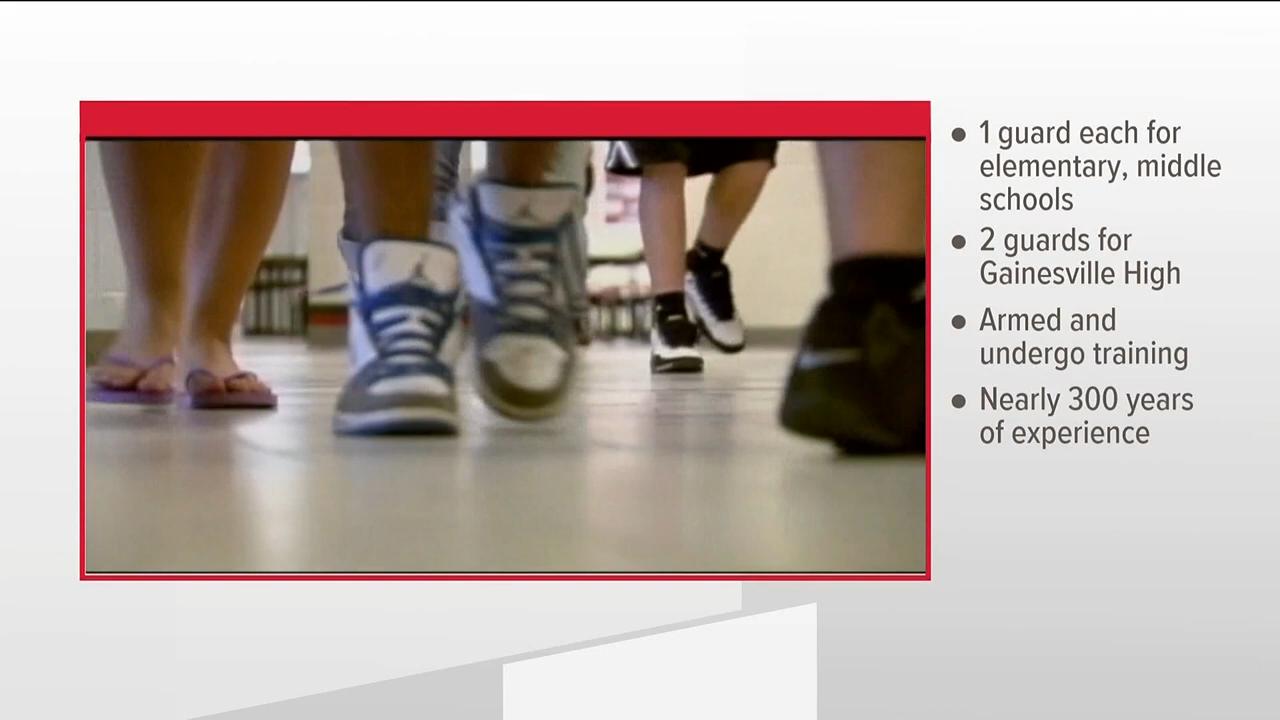 ● 1 guard each for
elementary, middle
schools
● 2 guards for
Gainesville High
● Armed and
undergo training
● Nearly 300 years
of experience